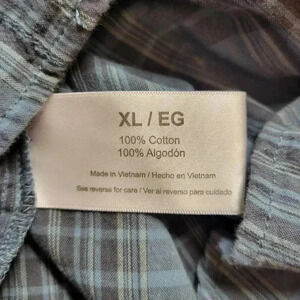 XL / EG
100% Cotton
100% Algodón
Made in Vietnam / Hecho en Vietnam
See reverse for care / Ver al reverso para cuidado